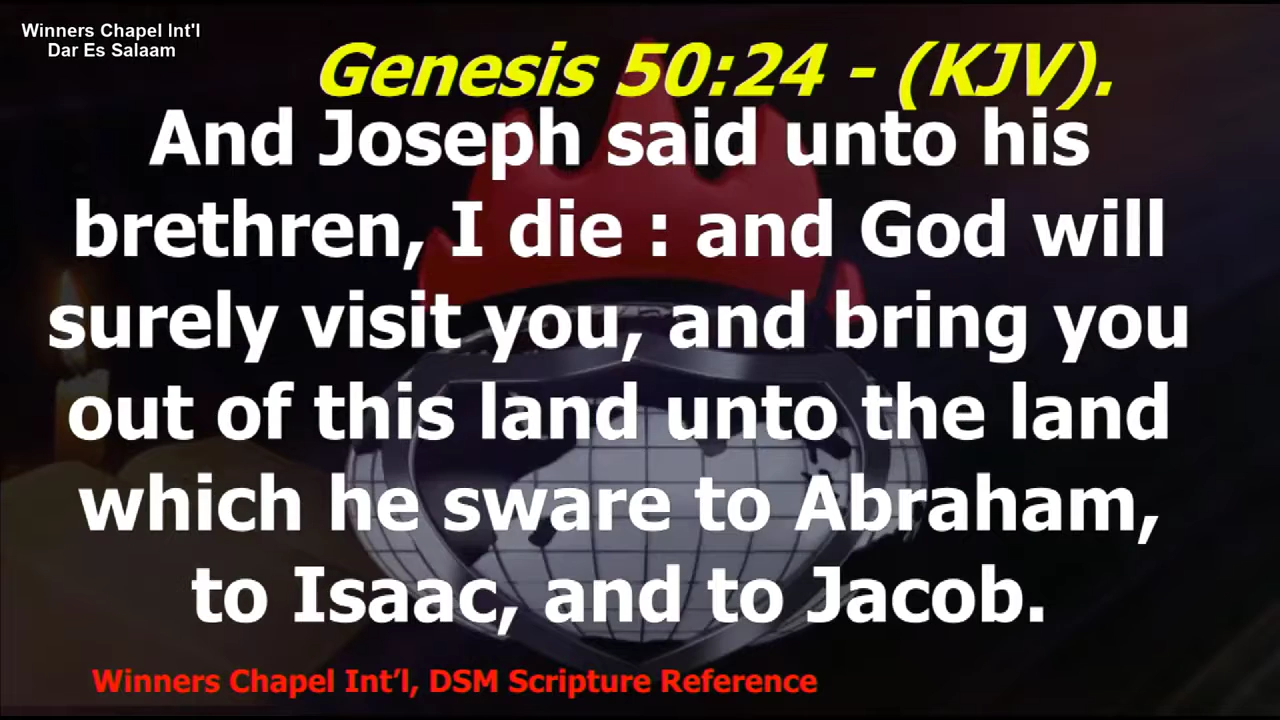 Winners Chapel Int'l
Dar Es Salaam
Genesis 50:24 - (KJV).
And Joseph said unto his
brethren, I die : and God will
surely visit you, and bring you
out of this land unto the land
which he sware to Abraham,
to Isaac, and to Jacob.
Winners Chapel Int’l, DSM Scripture Reference